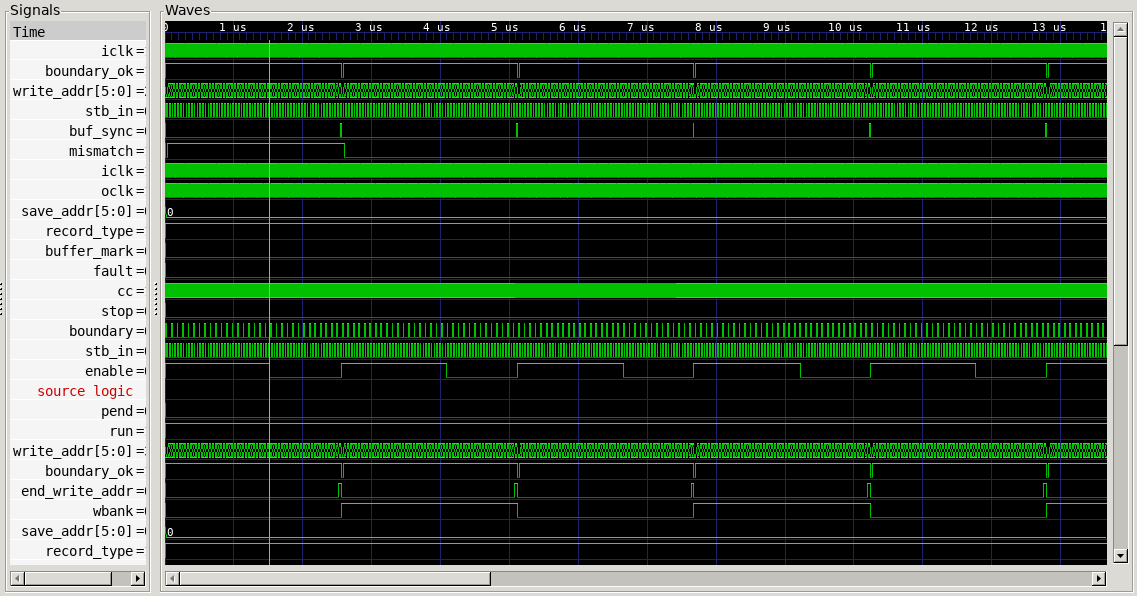 Signals
Waves
Time
0 1 us 2 us 3 us 4 us 5 us 6 us 7 us 8 us 9 us 10 us 11 us 12 us 13 us 1
iclk=
boundary_ok=
write_addr[5:0]=
stb_in=
buf_sync=
mismatch=
iclk=
oclk=
save_addr[5:0]= 0
record_type=
buffer_mark=
fault=
cc=
stop=
boundary=
stb_in=
enable=
source logic
pend=
run=
write_addr[5:0]=
boundary_ok=
end_write_addr=
wbank=
save_addr[5:0]= 0
record_type=